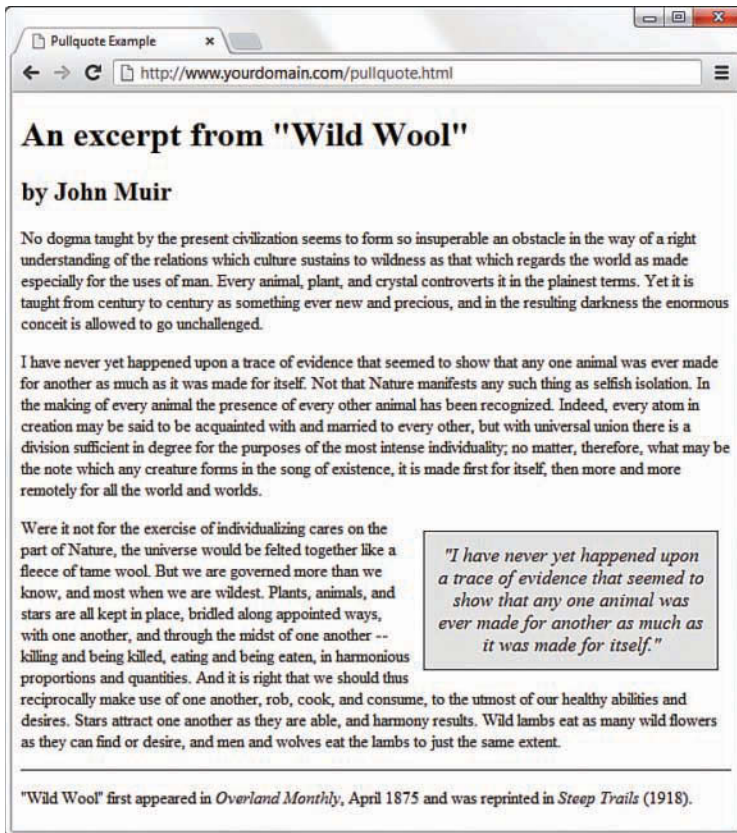 Pullquote Example
http://www.yourdomain.com/pullquote.html
An excerpt from "Wild Wool"
by John Muir
No dogma taught by the present civilization seems to form so insuperable an obstacle in the way of a right
understanding of the relations which culture sustains to wildness as that which regards the world as made
especially for the uses of man. Every animal, plant, and crystal controverts it in the plainest terms. Yet it is
taught from century to century as something ever new and precious, and in the resulting darkness the enormous
conceit is allowed to go unchallenged.
I have never yet happened upon a trace of evidence that seemed to show that any one animal was ever made
for another as much as it was made for itself. Not that Nature manifests any such thing as selfish isolation. In
the making of every animal the presence of every other animal has been recognized. Indeed, every atom in
creation may be said to be acquainted with and married to every other, but with universal union there is a
division sufficient in degree for the purposes of the most intense individuality; no matter, therefore, what may be
the note which any creature forms in the song of existence, it is made first for itself, then more and more
remotely for all the world and worlds.
Were it not for the exercise of individualizing cares on the
part of Nature, the universe would be felted together like a
fleece of tame wool. But we are governed more than we
know, and most when we are wildest. Plants, animals, and
stars are all kept in place, bridled along appointed ways,
with one another, and through the midst of one another --
killing and being killed, eating and being eaten, in harmonious
proportions and quantities. And it is right that we should thus
reciprocally make use of one another, rob, cook, and consume, to the utmost of our healthy abilities and
desires. Stars attract one another as they are able, and harmony results. Wild lambs eat as many wild flowers
as they can find or desire, and men and wolves eat the lambs to just the same extent.
"I have never yet happened upon
a trace of evidence that seemed to
show that any one animal was
ever made for another as much as
it was made for itself."
"Wild Wool" first appeared in Overland Monthly, April 1875 and was reprinted in Steep Trails (1918).